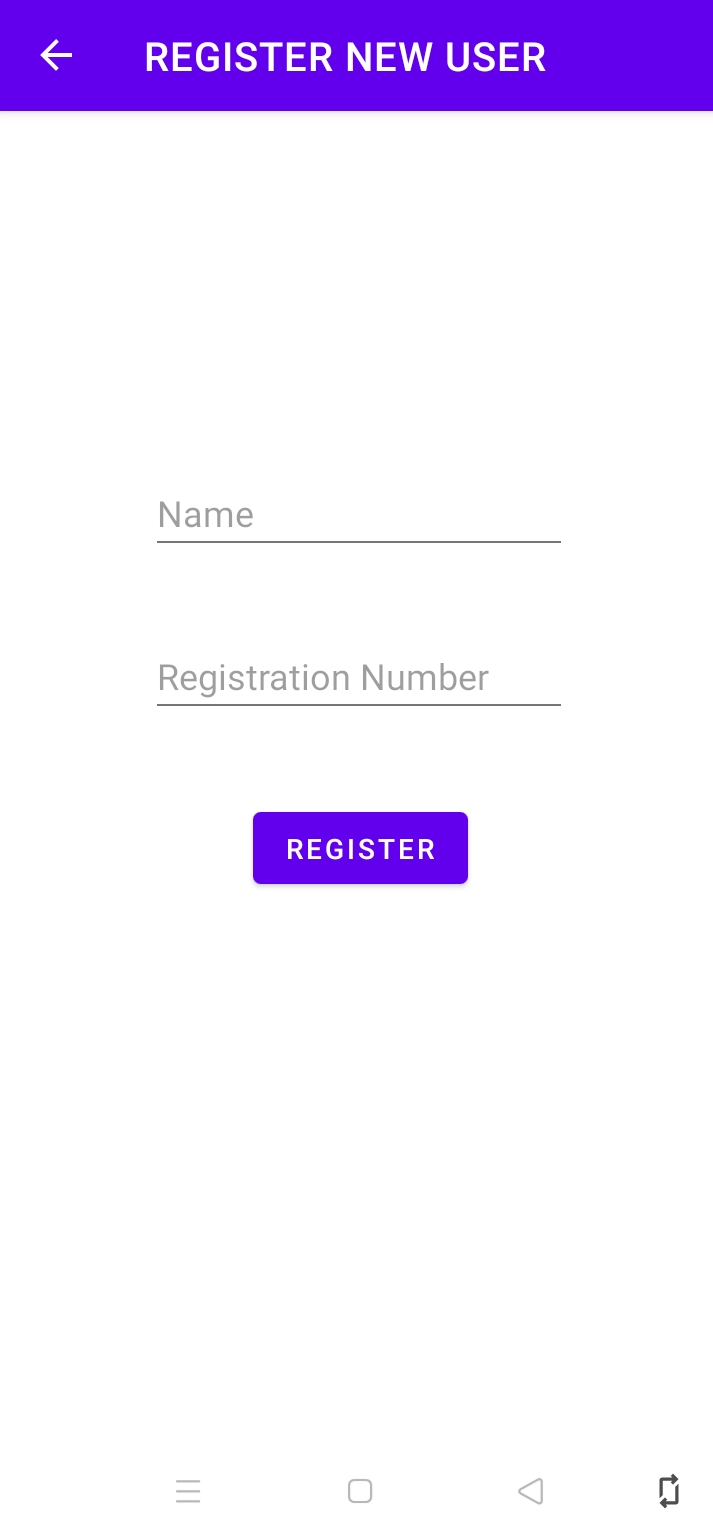 REGISTER NEW USER
Name
Registration Number
REGISTER